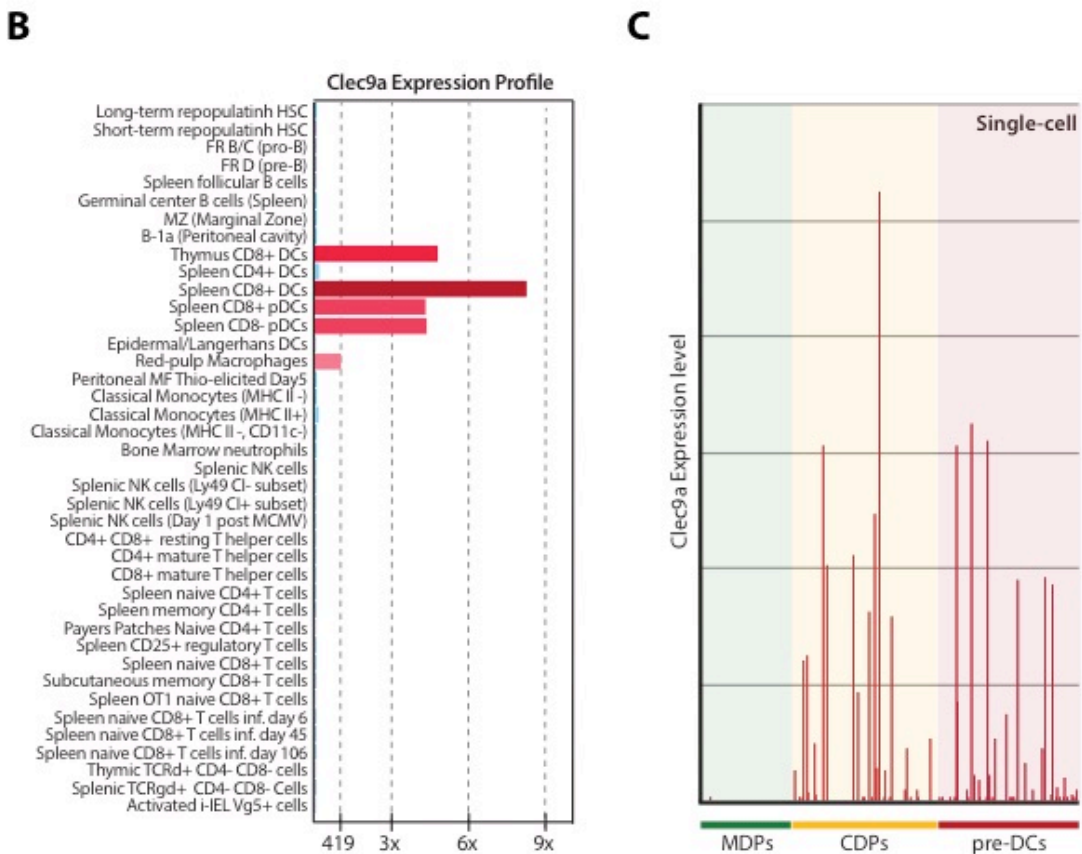 B
Clec9a Expression Profile
Long-term repopulatinh HSC
Short-term repopulatinh HSC
FR B/C (pro-B)
FR D (pre-B)
Spleen follicular B cells
Germinal center B cells (Spleen)
MZ (Marginal Zone)
B-1a (Peritoneal cavity)
Thymus CD8+ DCs
Spleen CD4+ DCs
Spleen CD8+ DCs
Spleen CD8+ pDCs
Spleen CD8- pDCs
Epidermal/Langerhans DCs
Red-pulp Macrophages
Peritoneal MF Thio-elicited Day5
Classical Monocytes (MHC II -)
Classical Monocytes (MHC II+)
Classical Monocytes (MHC II -, CD11c-)
Bone Marrow neutrophils
Splenic NK cells
Splenic NK cells (Ly49 CI- subset)
Splenic NK cells (Ly49 CI+ subset)
Splenic NK cells (Day 1 post MCMV)
CD4+ CD8+ resting T helper cells
CD4+ mature T helper cells
CD8+ mature T helper cells
Spleen naive CD4+ T cells
Spleen memory CD4+ T cells
Payers Patches Naive CD4+ T cells
Spleen CD25+ regulatory T cells
Spleen naive CD8+ T cells
Subcutaneous memory CD8+ T cells
Spleen OT1 naive CD8+ T cells
Spleen naive CD8+ T cells inf. day 6
Spleen naive CD8+ T cells inf. day 45
Spleen naive CD8+ T cells inf. day 106
Thymic TCRd+ CD4- CD8- cells
Splenic TCRgd+ CD4- CD8- Cells
Activated i-IEL Vg5+ cells
419 3x 6x 9x
C
Single-cell
Clec9a Expression level
MDPs CDPs pre-DCs